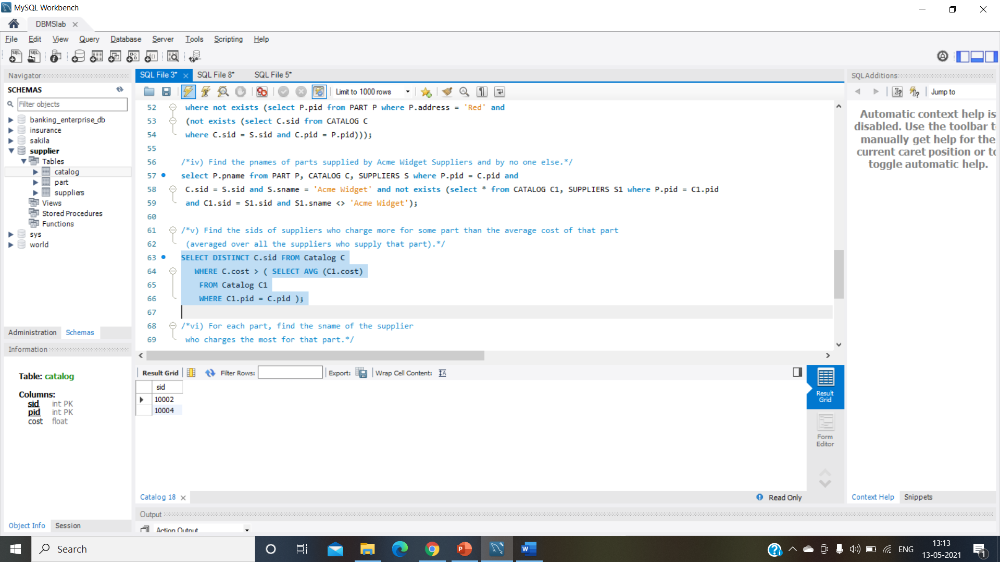 MySQL Workbench
DBMSlab
File Edit View Query Database Server Tools Scripting Help
Navigator
SCHEMAS
Filter objects
banking_enterprise_db
insurance
sakila
supplier
Tables
catalog
part
suppliers
Views
Stored Procedures
Functions
sys
world
Administration Schemas
Information
Table: catalog
Columns:
sid int PK
pid int PK
cost float
Object Info Session
SQL File 3* SQL File 8* SQL File 5*
Limit to 1000 rows
52 where not exists (select P.pid from PART P where P.address = 'Red' and
53 (not exists (select C.sid from CATALOG C
54 where C.sid = S.sid and C.pid = P.pid)));
55
56 /*iv) Find the pnames of parts supplied by Acme Widget Suppliers and by no one else.*/
57 select P.pname from PART P, CATALOG C, SUPPLIERS S where P.pid = C.pid and
58 C.sid = S.sid and S.sname = 'Acme Widget' and not exists (select * from CATALOG C1, SUPPLIERS S1 where P.pid = C1.pid
59 and C1.sid = S1.sid and S1.sname <> 'Acme Widget');
60
61 /*v) Find the sids of suppliers who charge more for some part than the average cost of that part
62 (averaged over all the suppliers who supply that part).*/
63 SELECT DISTINCT C.sid FROM Catalog C
64 WHERE C.cost > ( SELECT AVG (C1.cost)
65 FROM Catalog C1
66 WHERE C1.pid = C.pid );
67
68 /*vi) For each part, find the sname of the supplier
69 who charges the most for that part.*/
Result Grid Filter Rows: Export: Wrap Cell Content:
sid
10002
10004
Result
Grid
Form
Editor
Catalog 18
Read Only
Output
Action Output
SQLAdditions
Jump to
Automatic context help is
disabled. Use the toolbar t
manually get help for the
current caret position or to
toggle automatic help.
Context Help Snippets
Search
ENG
13:13
13-05-2021
1